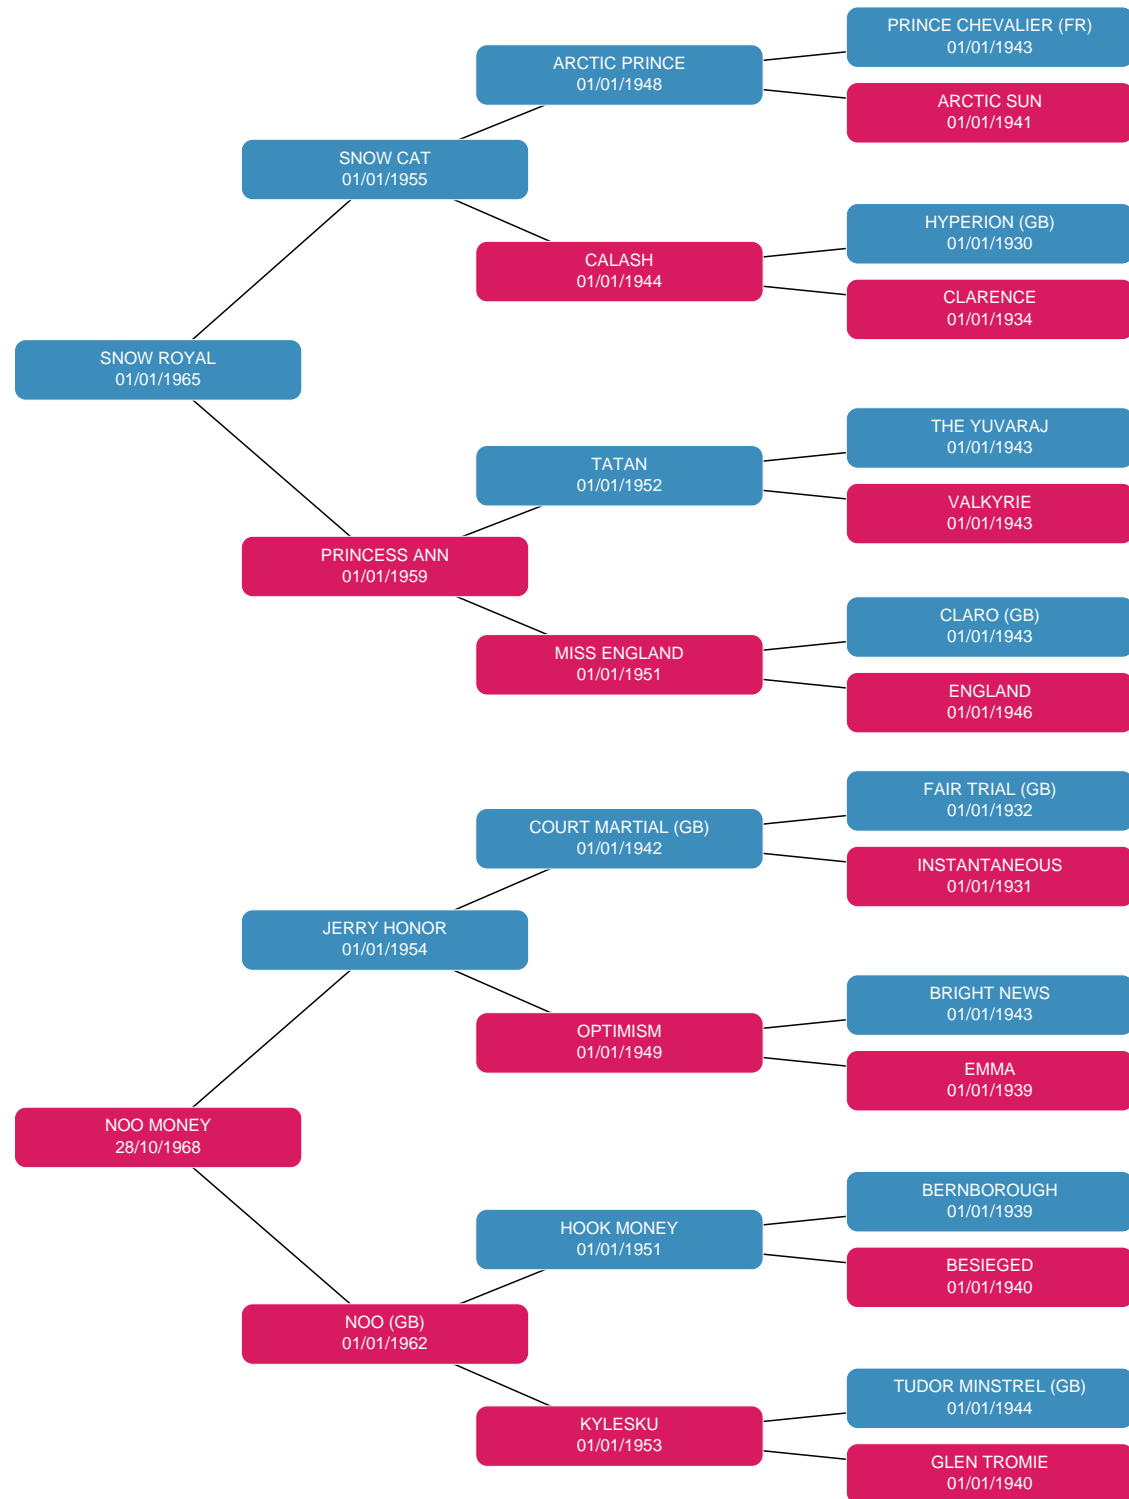 PRINCE CHEVALIER (FR)
01/01/1943
ARCTIC PRINCE
01/01/1948
ARCTIC SUN
01/01/1941
SNOW CAT
01/01/1955
HYPERION (GB)
01/01/1930
CALASH
01/01/1944
CLARENCE
01/01/1934
SNOW ROYAL
01/01/1965
THE YUVARAJ
01/01/1943
TATAN
01/01/1952
VALKYRIE
01/01/1943
PRINCESS ANN
01/01/1959
CLARO (GB)
01/01/1943
MISS ENGLAND
01/01/1951
ENGLAND
01/01/1946
FAIR TRIAL (GB)
01/01/1932
COURT MARTIAL (GB)
01/01/1942
INSTANTANEOUS
01/01/1931
JERRY HONOR
01/01/1954
BRIGHT NEWS
01/01/1943
OPTIMISM
01/01/1949
EMMA
01/01/1939
NOO MONEY
28/10/1968
BERNBOROUGH
01/01/1939
HOOK MONEY
01/01/1951
BESIEGED
01/01/1940
NOO (GB)
01/01/1962
TUDOR MINSTREL (GB)
01/01/1944
KYLESKU
01/01/1953
GLEN TROMIE
01/01/1940